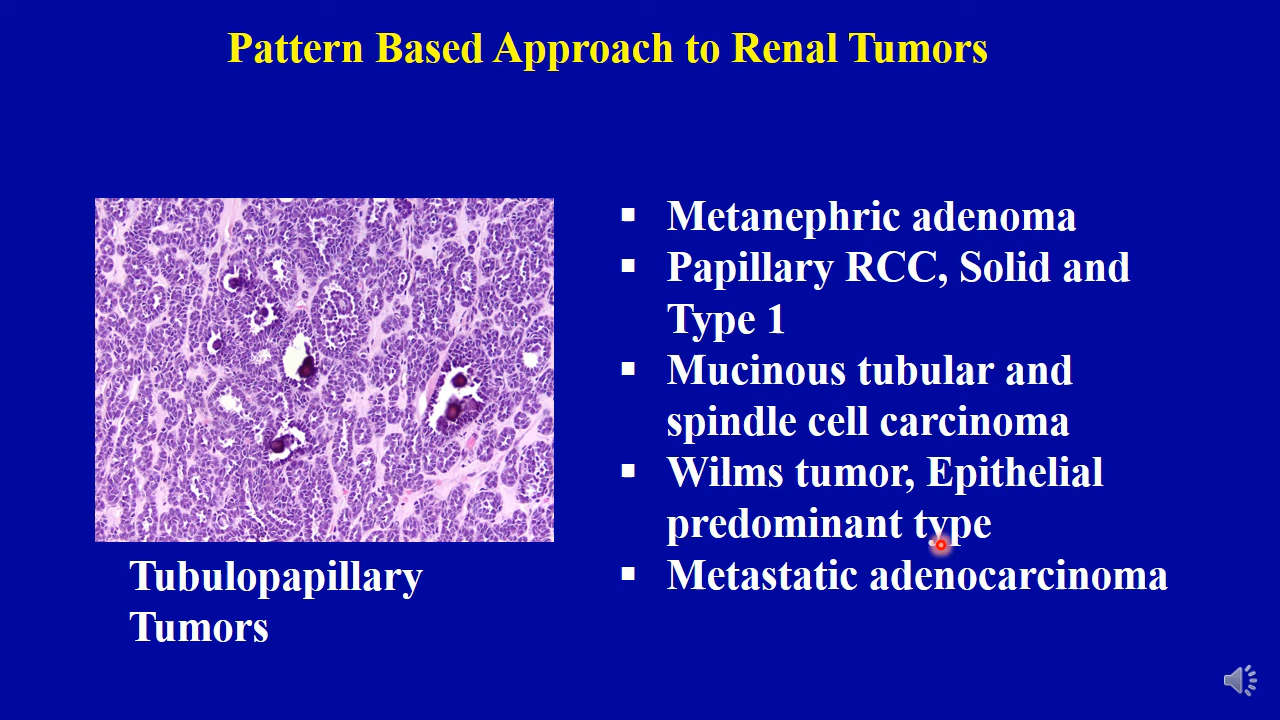 Pattern Based Approach to Renal Tumors
Tubulopapillary
Tumors
▪ Metanephric adenoma
▪ Papillary RCC, Solid and
Type 1
▪ Mucinous tubular and
spindle cell carcinoma
▪ Wilms tumor, Epithelial
predominant type
▪ Metastatic adenocarcinoma